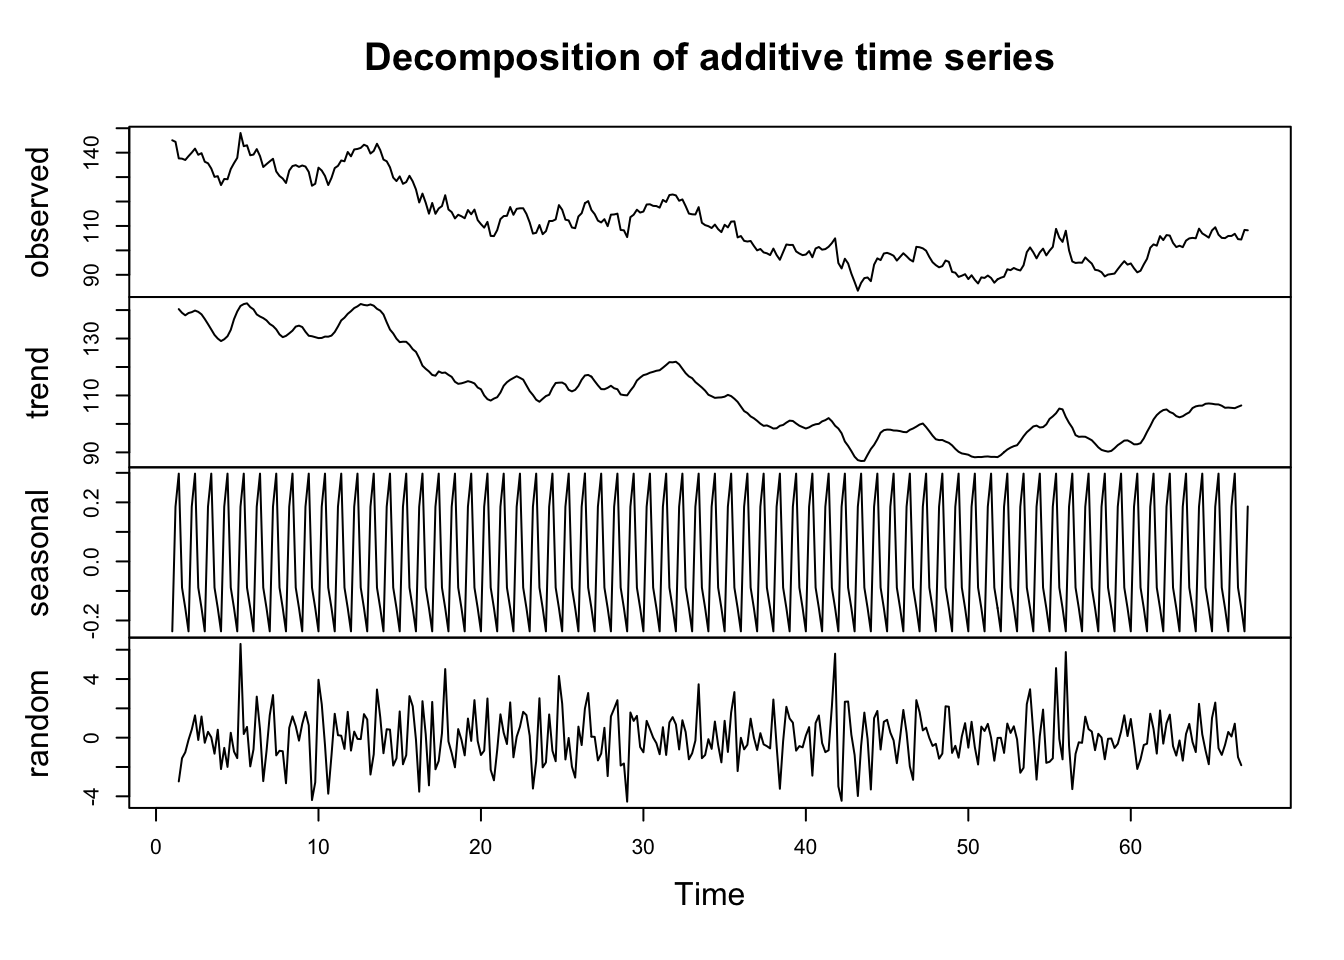 Decomposition of additive time series
observed
140
110
90
trend
130
110
90
seasonal
0.2
0.0
-0.2
random
4
0
-4
0 10 20 30 40 50 60
Time